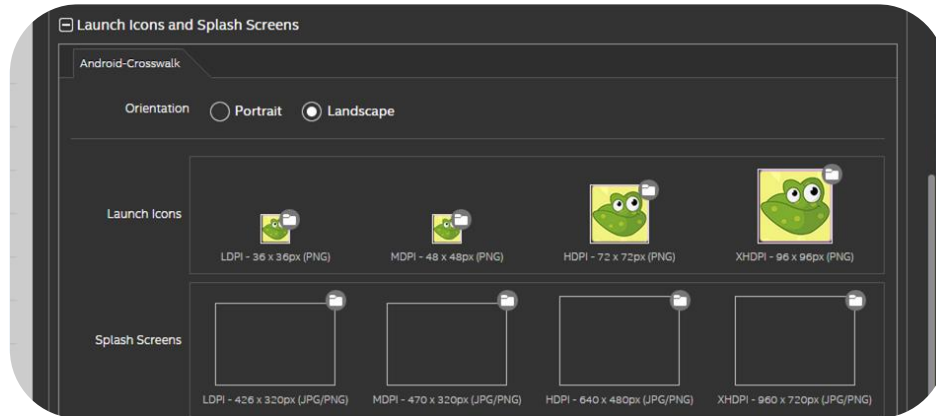 Launch Icons and Splash Screens
Android-Crosswalk
Orientation Portrait Landscape
Launch Icons
LDPI - 36 x 36px (PNG) MDPI - 48 x 48px (PNG) HDPI - 72 x 72px (PNG) XHDPI - 96 x 96px (PNG)
Splash Screens
LDPI - 426 x 320px (JPG/PNG) MDPI - 470 x 320px (JPG/PNG) HDPI - 640 x 480px (JPG/PNG) XHDPI - 960 x 720px (JPG/PNG)